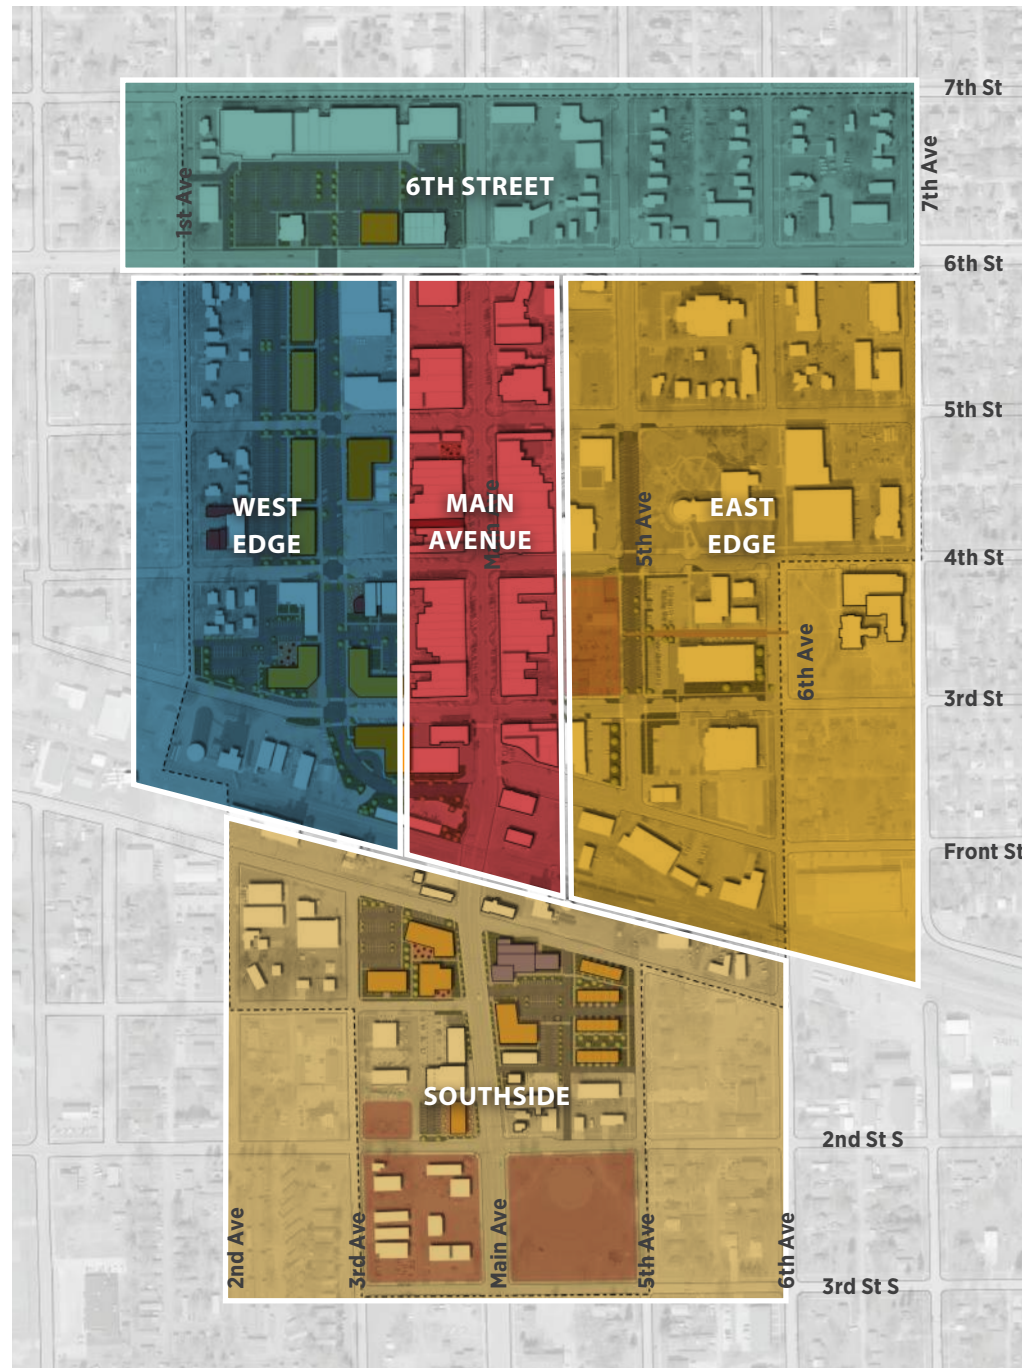 7th St
1st Ave
6TH STREET
7th Ave
6th St
5th St
WEST
EDGE
MAIN
AVENUE
Main Ave
5th Ave
EAST
EDGE
4th St
6th Ave
3rd St
Front St
SOUTHSIDE
2nd St S
2nd Ave
3rd Ave
Main Ave
5th Ave
6th Ave
3rd St S